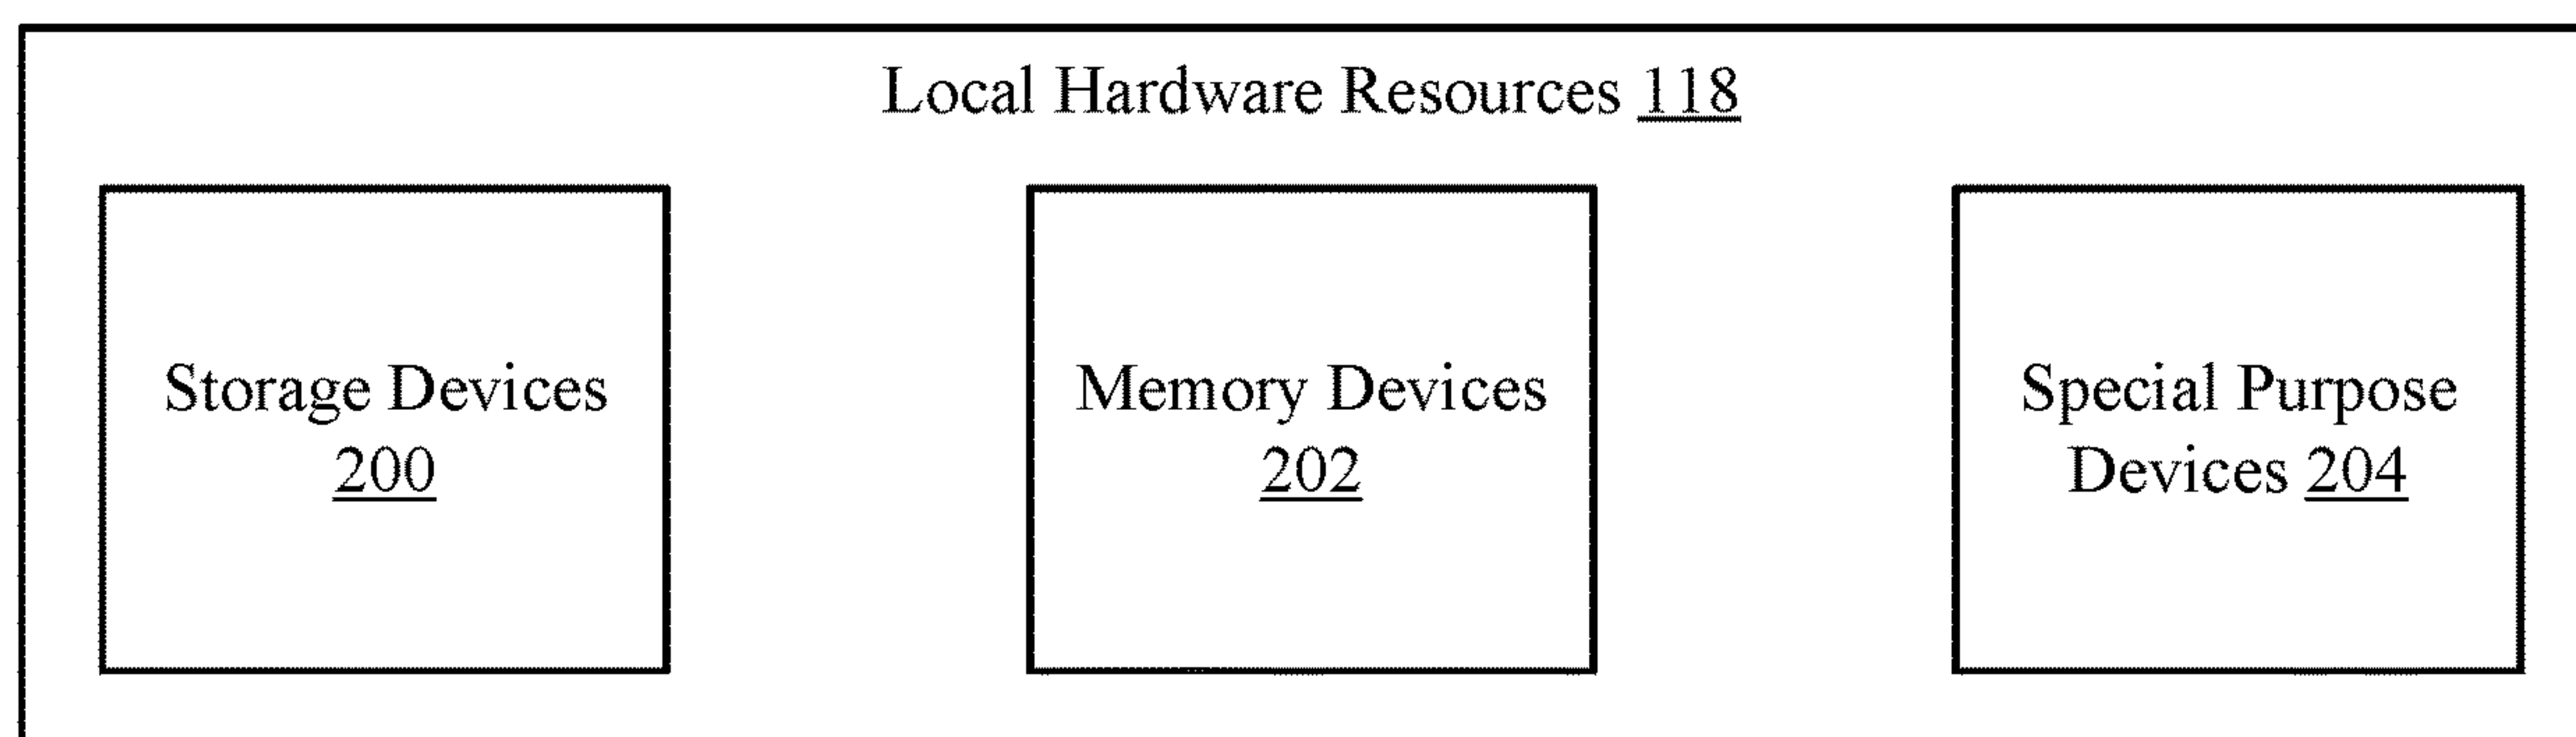 Local Hardware Resources 118
Storage Devices
200
Memory Devices
202
Special Purpose
Devices 204